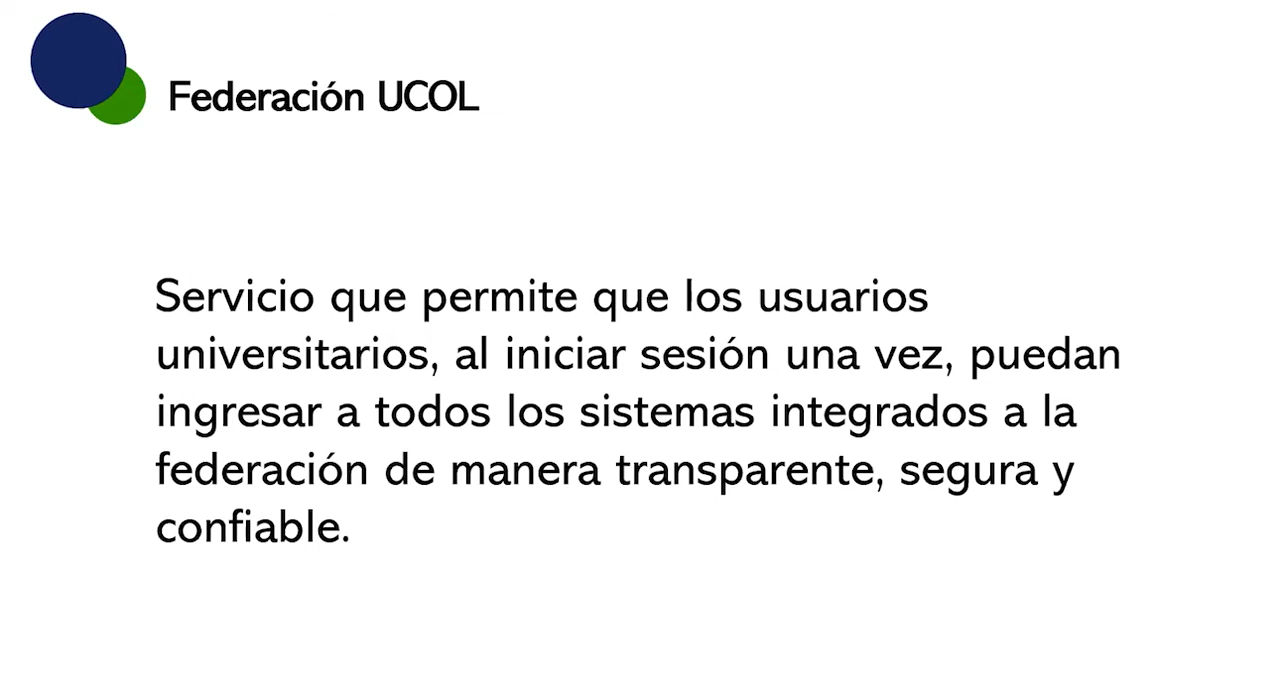 Federación UCOL
Servicio que permite que los usuarios
universitarios, al iniciar sesión una vez, puedan
ingresar a todos los sistemas integrados a la
federación de manera transparente, segura y
confiable.